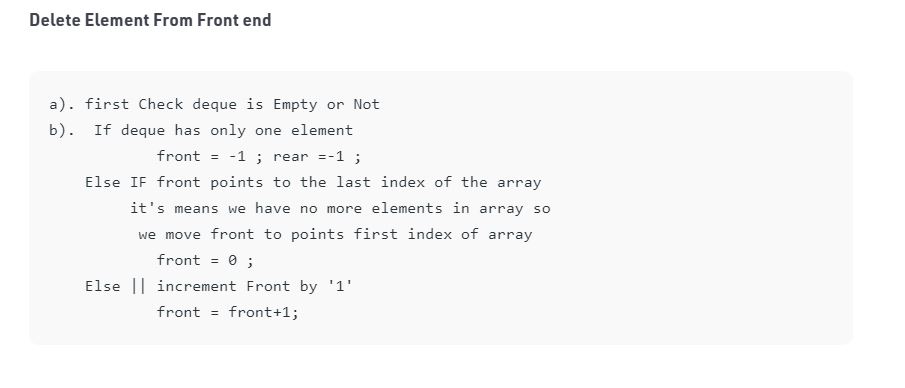 Delete Element From Front end
a). first Check deque is Empty or Not
b).  If deque has only one element
            front = -1 ; rear =-1 ;
    Else IF front points to the last index of the array
         it's means we have no more elements in array so
          we move front to points first index of array
            front = 0 ;
    Else || increment Front by '1'
            front = front+1;